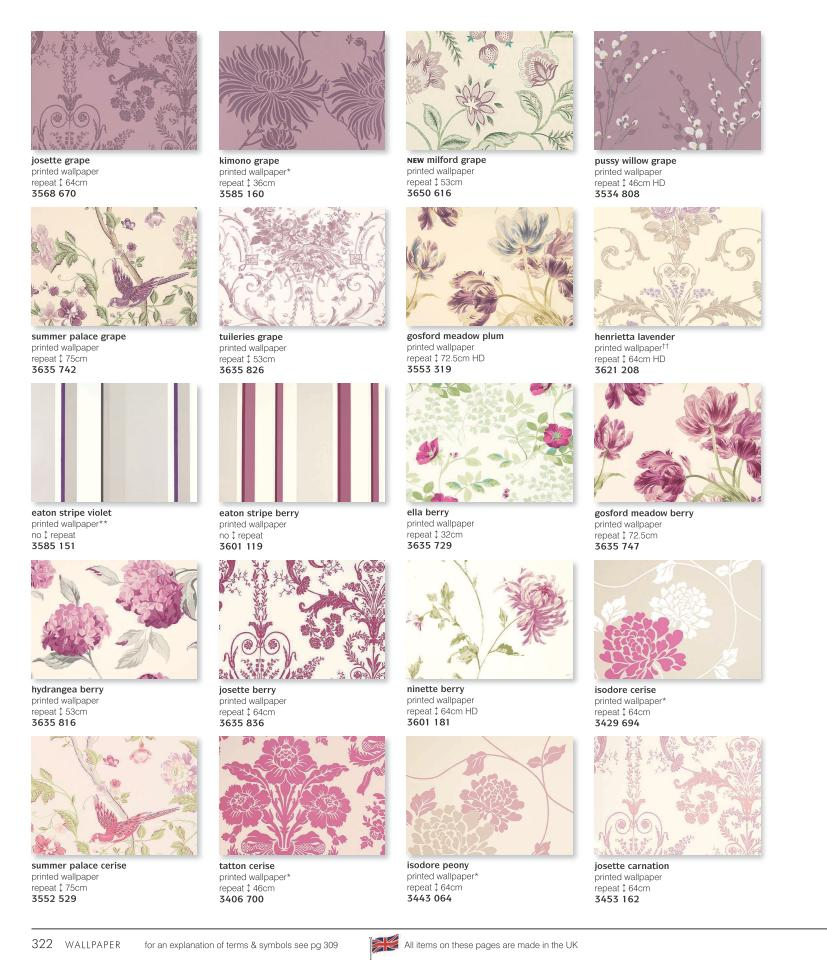 josette grape
printed wallpaper
repeat ↕ 64cm
3568 670
kimono grape
printed wallpaper*
repeat ↕ 36cm
3585 160
NEW milford grape
printed wallpaper
repeat ↕ 53cm
3650 616
pussy willow grape
printed wallpaper
repeat ↕ 46cm HD
3534 808
summer palace grape
printed wallpaper
repeat ↕ 75cm
3635 742
tuileries grape
printed wallpaper
repeat ↕ 53cm
3635 826
gosford meadow plum
printed wallpaper
repeat ↕ 72.5cm HD
3553 319
henrietta lavender
printed wallpaper††
repeat ↕ 64cm HD
3621 208
eaton stripe violet
printed wallpaper**
no ↕ repeat
3585 151
eaton stripe berry
printed wallpaper
no ↕ repeat
3601 119
ella berry
printed wallpaper
repeat ↕ 32cm
3635 729
gosford meadow berry
printed wallpaper
repeat ↕ 72.5cm
3635 747
hydrangea berry
printed wallpaper
repeat ↕ 53cm
3635 816
josette berry
printed wallpaper
repeat ↕ 64cm
3635 836
ninette berry
printed wallpaper
repeat ↕ 64cm HD
3601 181
isodore cerise
printed wallpaper*
repeat ↕ 64cm
3429 694
summer palace cerise
printed wallpaper
repeat ↕ 75cm
3552 529
tatton cerise
printed wallpaper*
repeat ↕ 46cm
3406 700
isodore peony
printed wallpaper*
repeat ↕ 64cm
3443 064
josette carnation
printed wallpaper
repeat ↕ 64cm
3453 162
322 WALLPAPER for an explanation of terms & symbols see pg 309 All items on these pages are made in the UK